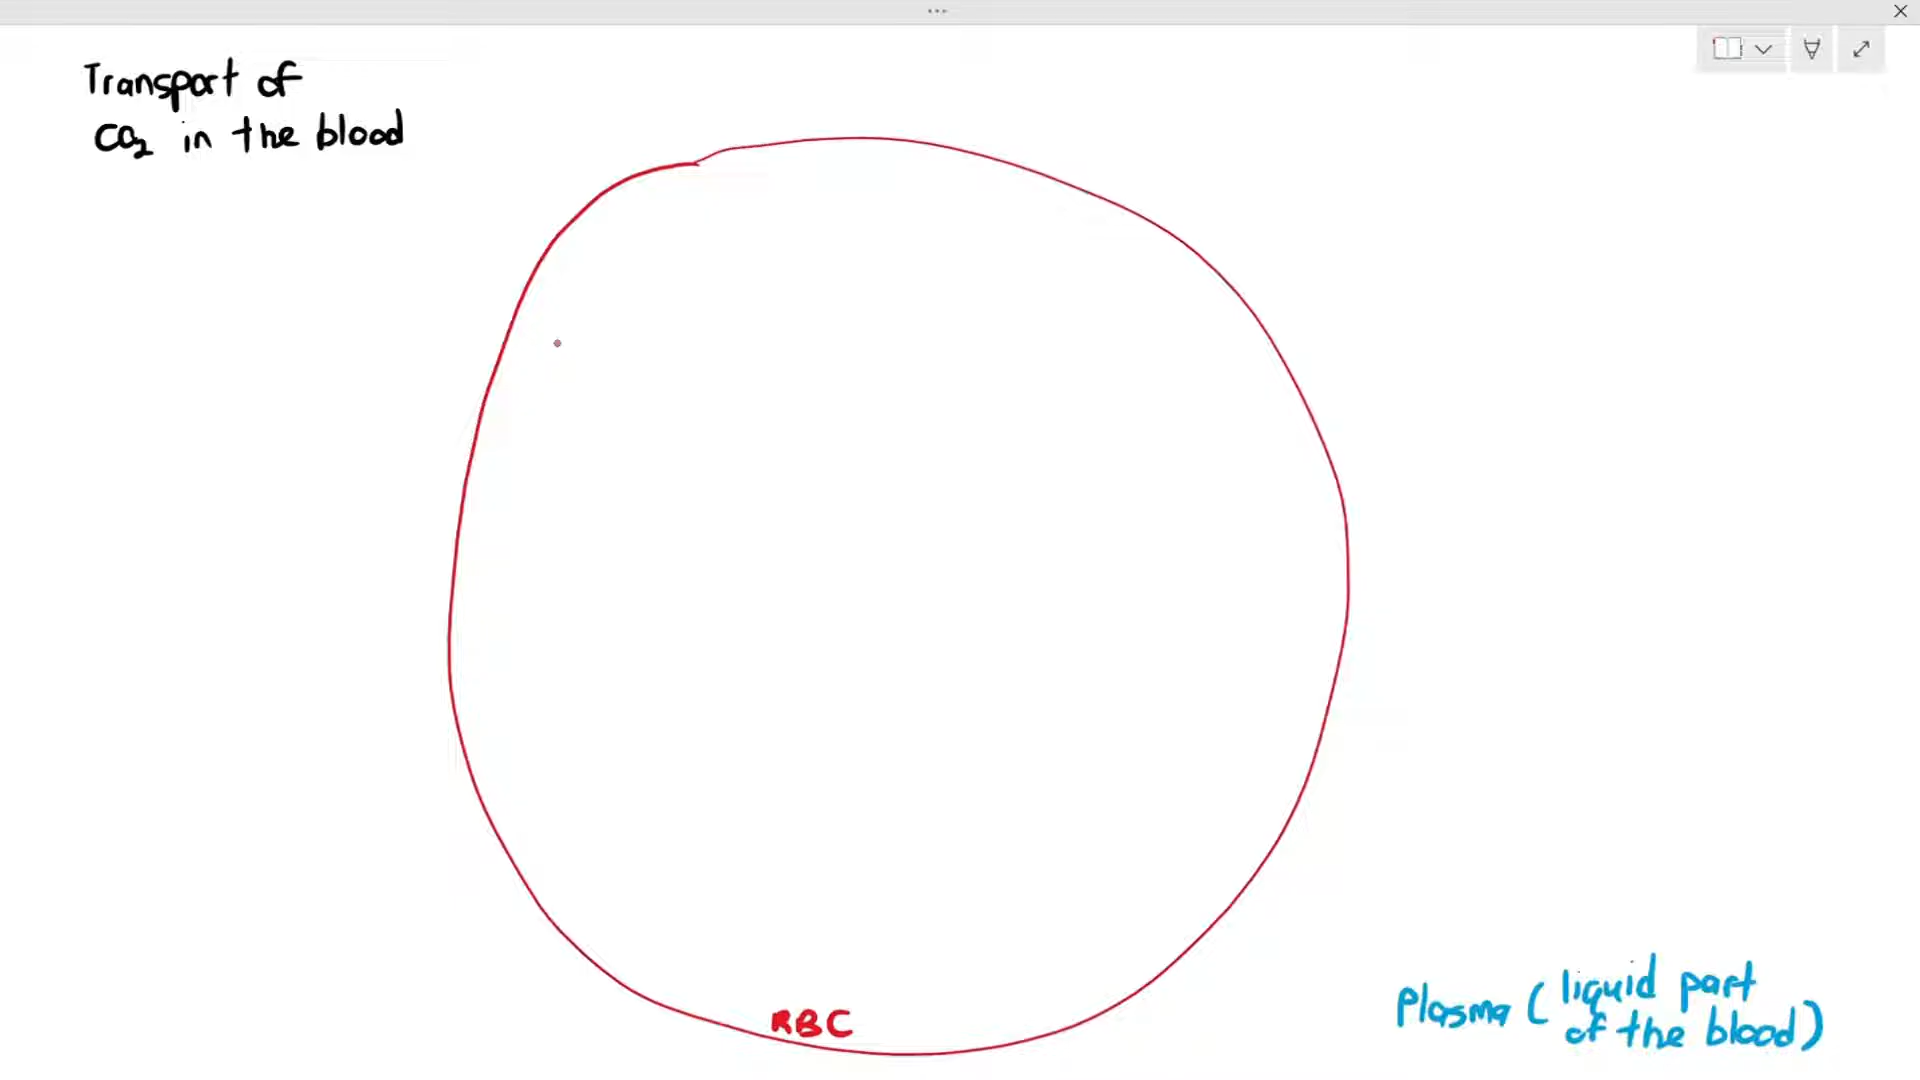 Transport of
CO2 in the blood
RBC
Plasma (liquid part
of the blood)